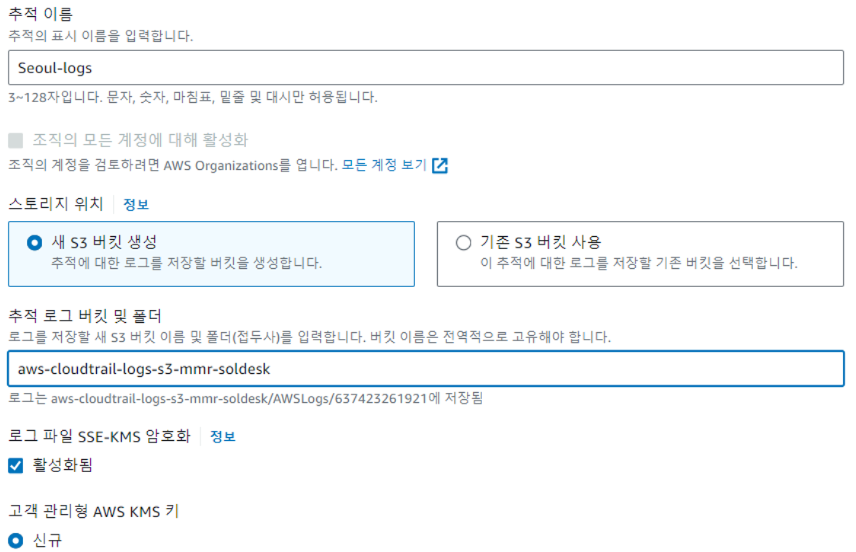 추적 이름
추적의 표시 이름을 입력합니다.
Seoul-logs
3~128자입니다. 문자, 숫자, 마침표, 밑줄 및 대시만 허용됩니다.
조직의 모든 계정에 대해 활성화
조직의 계정을 검토하려면 AWS Organizations를 엽니다. 모든 계정 보기
스토리지 위치 정보
새 S3 버킷 생성
추적에 대한 로그를 저장할 버킷을 생성합니다.
기존 S3 버킷 사용
이 추적에 대한 로그를 저장할 기존 버킷을 선택합니다.
추적 로그 버킷 및 폴더
로그를 저장할 새 S3 버킷 이름 및 폴더(접두사)를 입력합니다. 버킷 이름은 전역적으로 고유해야 합니다.
aws-cloudtrail-logs-s3-mmr-soldesk
로그는 aws-cloudtrail-logs-s3-mmr-soldesk/AWSLogs/637423261921에 저장됨
로그 파일 SSE-KMS 암호화 정보
활성화됨
고객 관리형 AWS KMS 키
신규